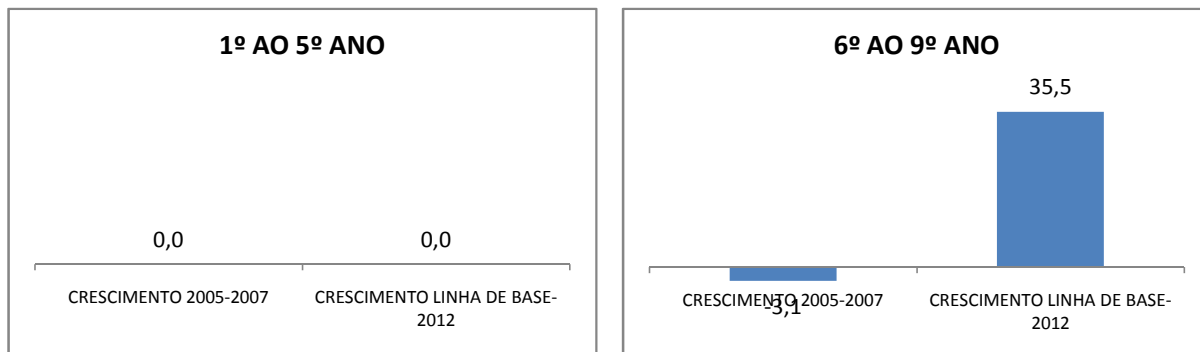 1º AO 5º ANO
0,0
0,0
CRESCIMENTO 2005-2007
CRESCIMENTO LINHA DE BASE-
2012
6º AO 9º ANO
35,5
-3,1
CRESCIMENTO 2005-2007
CRESCIMENTO LINHA DE BASE-
2012